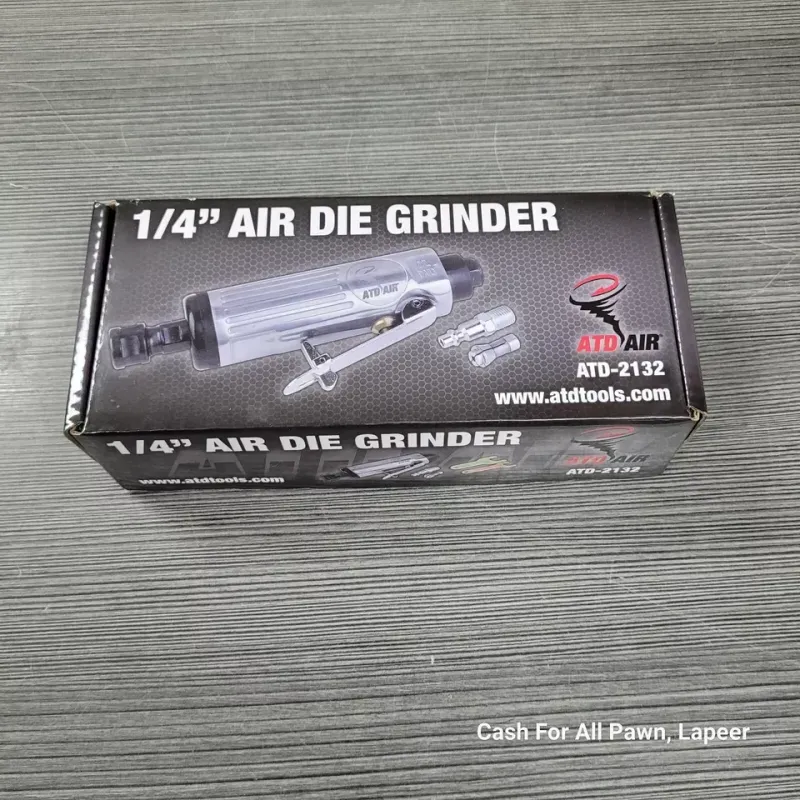 1/4” AIR DIE GRINDER
ATD AIR
ATD AIR
ATD-2132
www.atdtools.com
1/4” AIR DIE GRINDER
ATD AIR
ATD-2132
www.atdtools.com
Cash For All Pawn, Lapeer